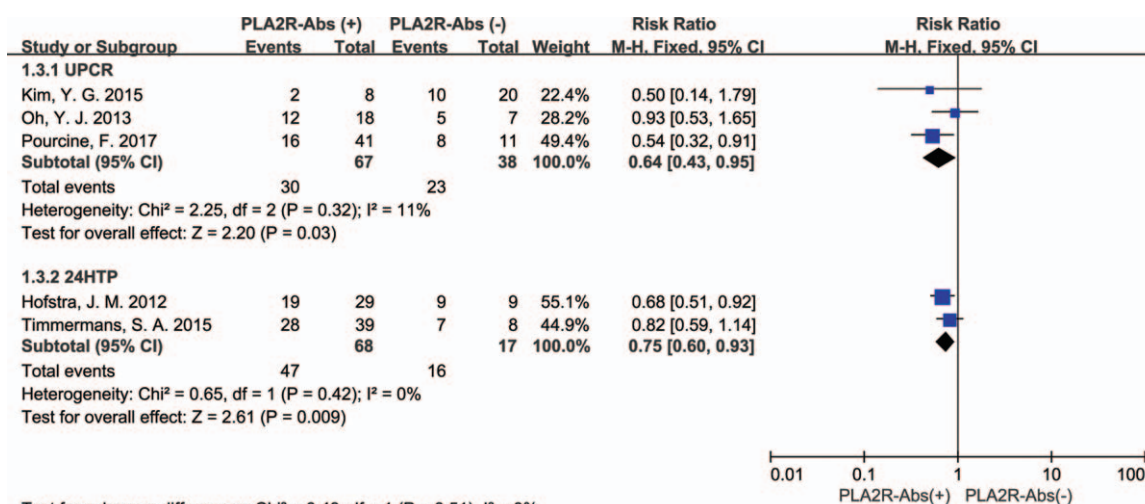 PLA2R-Abs (+) PLA2R-Abs (-) Risk Ratio Risk Ratio
Study or Subgroup Events Total Events Total Weight M-H. Fixed. 95% CI M-H. Fixed. 95% CI
1.3.1 UPCR
Kim, Y. G. 2015 2 8 10 20 22.4% 0.50 [0.14, 1.79]
Oh, Y. J. 2013 12 18 5 7 28.2% 0.93 [0.53, 1.65]
Pourcine, F. 2017 16 41 8 11 49.4% 0.54 [0.32, 0.91]
Subtotal (95% CI) 67 38 100.0% 0.64 [0.43, 0.95]
Total events 30 23
Heterogeneity: Chi² = 2.25, df = 2 (P = 0.32); I² = 11%
Test for overall effect: Z = 2.20 (P = 0.03)
1.3.2 24HTP
Hofstra, J. M. 2012 19 29 9 9 55.1% 0.68 [0.51, 0.92]
Timmermans, S. A. 2015 28 39 7 8 44.9% 0.82 [0.59, 1.14]
Subtotal (95% CI) 68 17 100.0% 0.75 [0.60, 0.93]
Total events 47 16
Heterogeneity: Chi² = 0.65, df = 1 (P = 0.42); I² = 0%
Test for overall effect: Z = 2.61 (P = 0.009)
0.01 0.1 1 10 100
PLA2R-Abs(+) PLA2R-Abs(-)